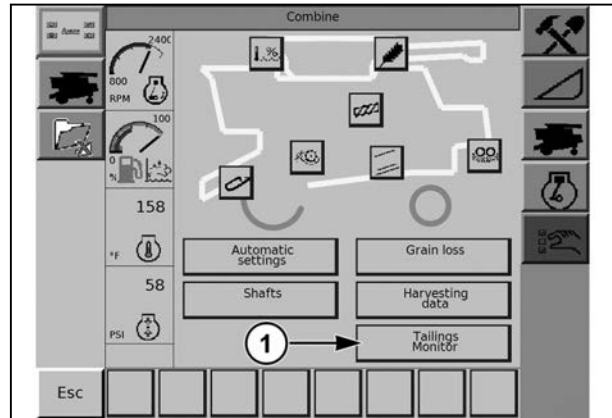 Combine
2400
800
RPM
100
0
%
158
°F
58
PSI
%
Automatic
settings
Grain loss
Shafts
Harvesting
data
1
Tailings
Monitor
Esc